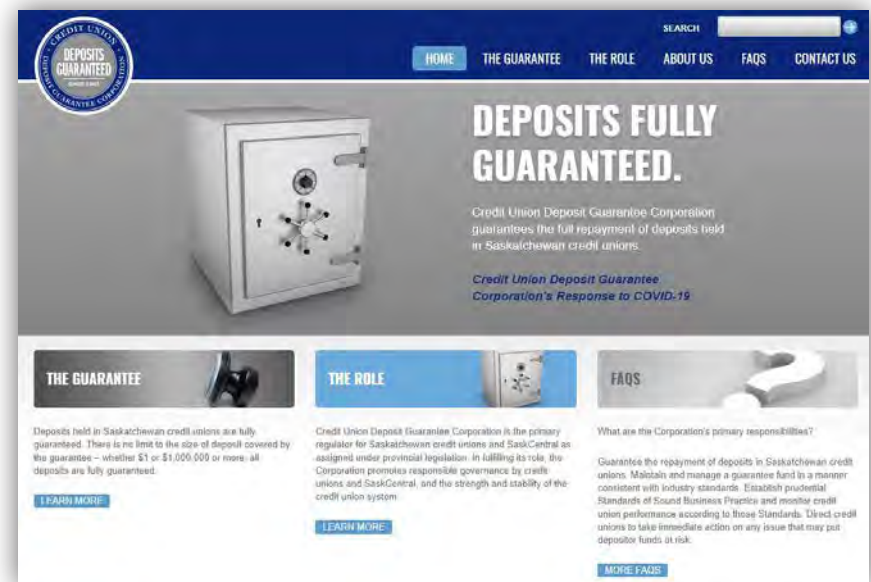 CREDIT UNION
DEPOSITS
GUARANTEED
DEPOSIT GUARANTEE CORPORATION
SEARCH
HOME
THE GUARANTEE
THE ROLE
ABOUT US
FAQS
CONTACT US
DEPOSITS FULLY
GUARANTEED.
Credit Union Deposit Guarantee Corporation
guarantees the full repayment of deposits held
in Saskatchewan credit unions.
Credit Union Deposit Guarantee
Corporation's Response to COVID-19
THE GUARANTEE
Deposits held in Saskatchewan credit unions are fully
guaranteed. There is no limit to the size of deposit covered by
the guarantee – whether $1 or $1,000,000 or more, all
deposits are fully guaranteed.
LEARN MORE
THE ROLE
Credit Union Deposit Guarantee Corporation is the primary
regulator for Saskatchewan credit unions and SaskCentral as
assigned under provincial legislation. In fulfilling its role, the
Corporation promotes responsible governance by credit
unions and SaskCentral, and the strength and stability of the
credit union system.
LEARN MORE
FAQS
What are the Corporation's primary responsibilities?
Guarantee the repayment of deposits in Saskatchewan credit
unions. Maintain and manage a guarantee fund in a manner
consistent with industry standards. Establish prudential
Standards of Sound Business Practice and monitor credit
union performance according to those Standards. Direct credit
unions to take immediate action on any issue that may put
depositor funds at risk.
MORE FAQS